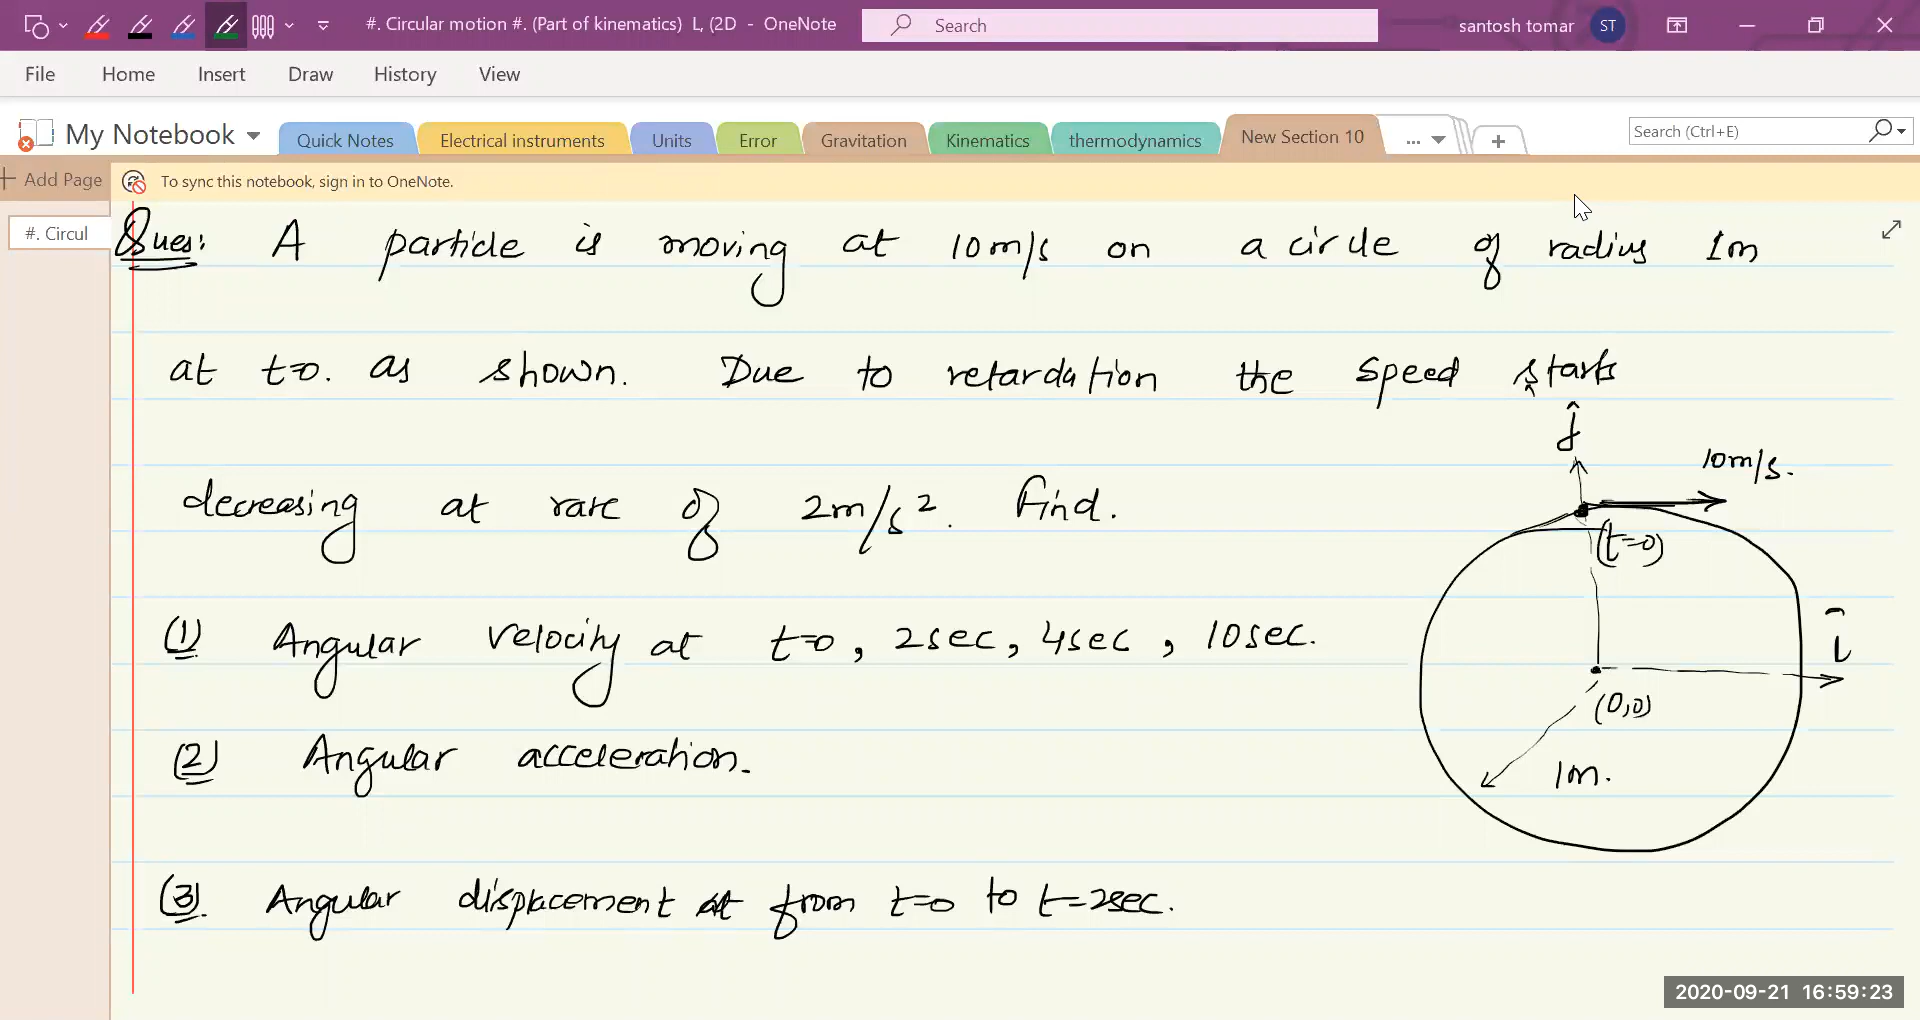 #. Circular motion #. (Part of kinematics)  L, (2D  -  OneNote
Search
santosh tomar
ST
File Home Insert Draw History View
My Notebook
Quick Notes Electrical instruments Units Error Gravitation Kinematics thermodynamics New Section 10 ... +
Search (Ctrl+E)
+ Add Page
To sync this notebook, sign in to OneNote.
#. Circul
Ques: A particle is moving at 10m/s on a circle of radius 1m
at t=0. as shown. Due to retardation the speed starts
ĵ
10m/s.
decreasing at rate of 2m/s². Find.
(t=0)
(1) Angular velocity at t=0, 2sec, 4sec, 10sec.
î
(0,0)
(2) Angular acceleration.
1m.
(3). Angular displacement at from t=0 to t=2sec.
2020-09-21 16:59:23